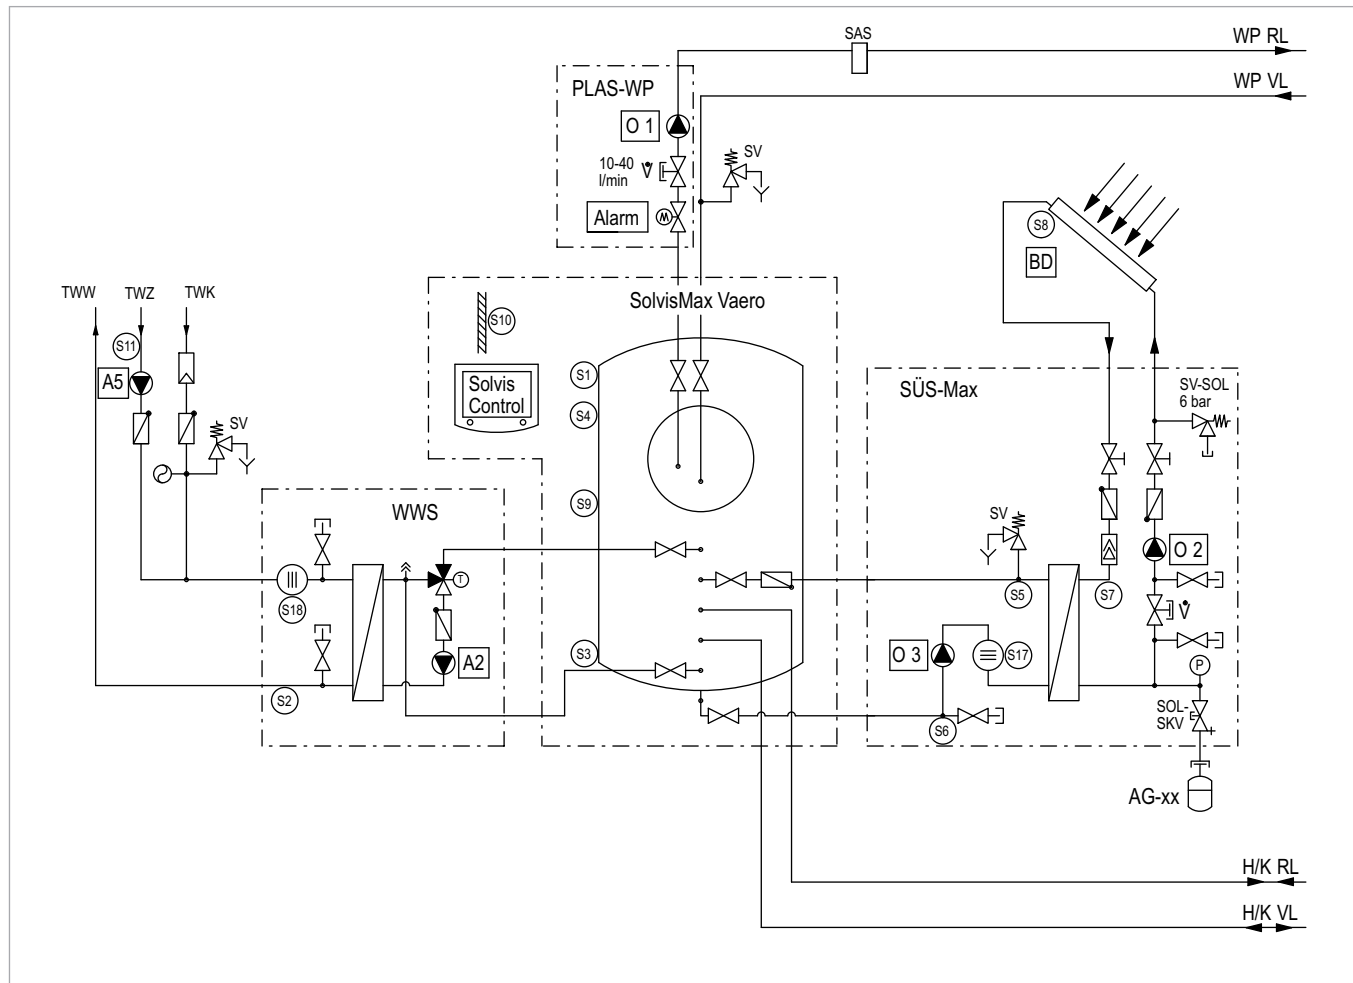 SAS
WP RL
WP VL
PLAS-WP
O 1
10-40
l/min
V̇
SV
Alarm
S8
BD
TWW
TWZ
TWK
SolvisMax Vaero
S10
S11
A5
Solvis
Control
S1
S4
SÜS-Max
SV-SOL
6 bar
SV
WWS
S9
SV
O 2
T
S18
S5
S7
V̇
A2
S3
O 3
S17
P
S2
S6
SOL-
SKV
M
AG-xx
H/K RL
H/K VL